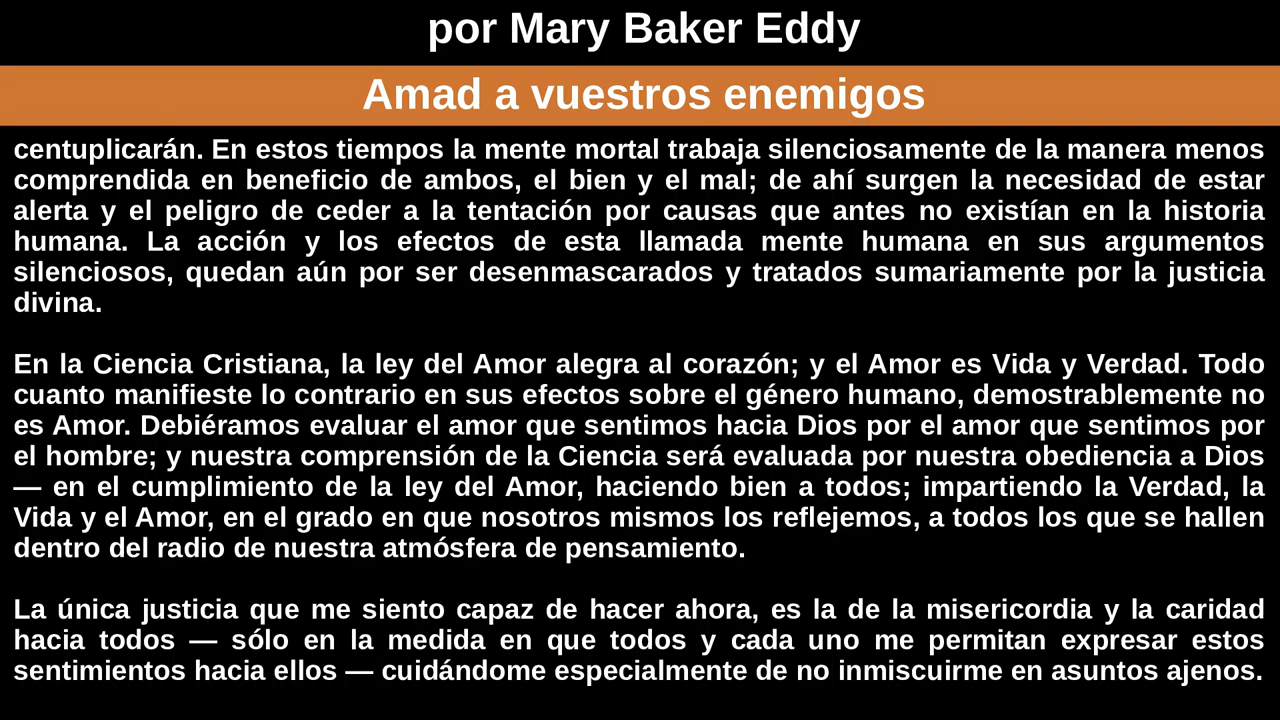 por Mary Baker Eddy
Amad a vuestros enemigos
centuplicarán. En estos tiempos la mente mortal trabaja silenciosamente de la manera menos
comprendida en beneficio de ambos, el bien y el mal; de ahí surgen la necesidad de estar
alerta y el peligro de ceder a la tentación por causas que antes no existían en la historia
humana. La acción y los efectos de esta llamada mente humana en sus argumentos
silenciosos, quedan aún por ser desenmascarados y tratados sumariamente por la justicia
divina.
En la Ciencia Cristiana, la ley del Amor alegra al corazón; y el Amor es Vida y Verdad. Todo
cuanto manifieste lo contrario en sus efectos sobre el género humano, demostrablemente no
es Amor. Debiéramos evaluar el amor que sentimos hacia Dios por el amor que sentimos por
el hombre; y nuestra comprensión de la Ciencia será evaluada por nuestra obediencia a Dios
— en el cumplimiento de la ley del Amor, haciendo bien a todos; impartiendo la Verdad, la
Vida y el Amor, en el grado en que nosotros mismos los reflejemos, a todos los que se hallen
dentro del radio de nuestra atmósfera de pensamiento.
La única justicia que me siento capaz de hacer ahora, es la de la misericordia y la caridad
hacia todos — sólo en la medida en que todos y cada uno me permitan expresar estos
sentimientos hacia ellos — cuidándome especialmente de no inmiscuirme en asuntos ajenos.